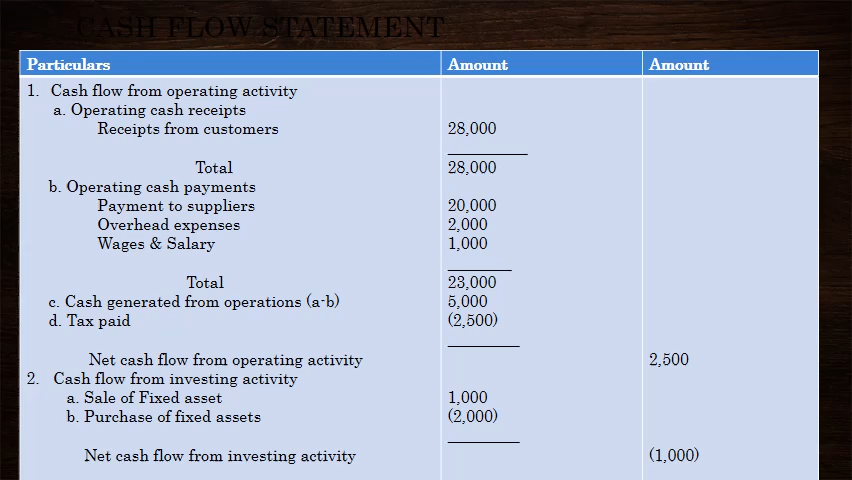 CASH FLOW STATEMENT
Particulars Amount Amount
1. Cash flow from operating activity
a. Operating cash receipts
Receipts from customers 28,000
Total 28,000
b. Operating cash payments
Payment to suppliers 20,000
Overhead expenses 2,000
Wages & Salary 1,000
Total 23,000
c. Cash generated from operations (a-b) 5,000
d. Tax paid (2,500)
Net cash flow from operating activity 2,500
2. Cash flow from investing activity
a. Sale of Fixed asset 1,000
b. Purchase of fixed assets (2,000)
Net cash flow from investing activity (1,000)